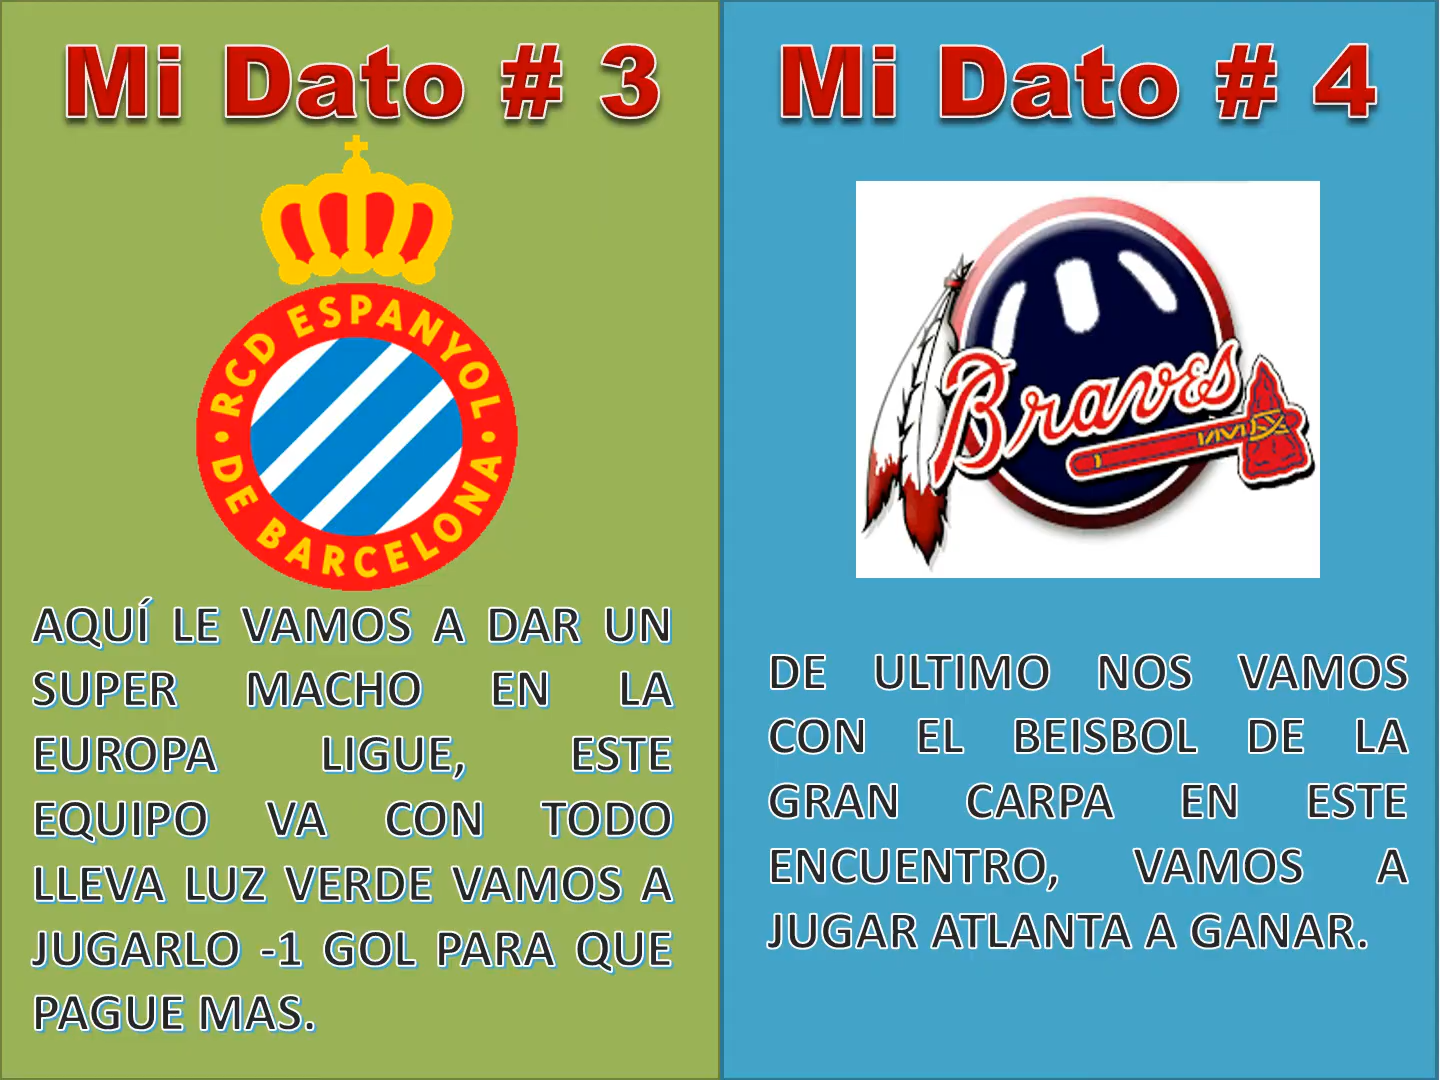 Mi Dato # 3
RCD ESPANYOL
DE BARCELONA
AQUÍ LE VAMOS A DAR UN
SUPER MACHO EN LA
EUROPA LIGUE, ESTE
EQUIPO VA CON TODO
LLEVA LUZ VERDE VAMOS A
JUGARLO -1 GOL PARA QUE
PAGUE MAS.
Mi Dato # 4
Braves
DE ULTIMO NOS VAMOS
CON EL BEISBOL DE LA
GRAN CARPA EN ESTE
ENCUENTRO, VAMOS A
JUGAR ATLANTA A GANAR.